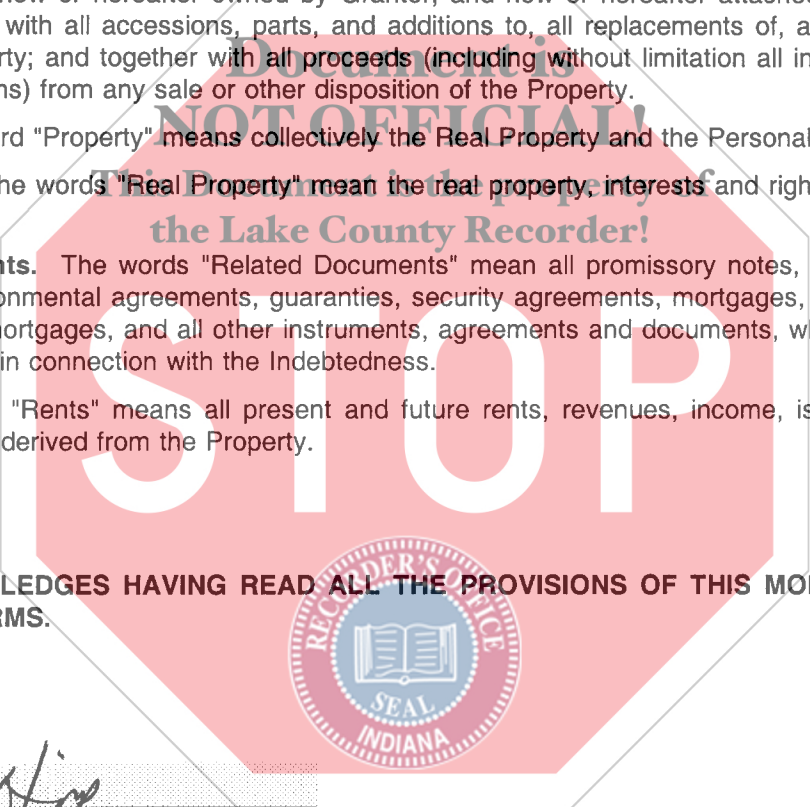 now or hereafter owned by Grantor, and now or hereafter attached
with all accessions, parts, and additions to, all replacements of, a
rty; and together with all proceeds (including without limitation all in
ns) from any sale or other disposition of the Property.
rd "Property" means collectively the Real Property and the Personal
he words "Real Property" mean the real property, interests and righ
nts. The words "Related Documents" mean all promissory notes,
onmental agreements, guaranties, security agreements, mortgages,
mortgages, and all other instruments, agreements and documents, w
in connection with the Indebtedness.
"Rents" means all present and future rents, revenues, income, is
derived from the Property.
LEDGES HAVING READ ALL THE PROVISIONS OF THIS MO
RMS.
Document is
NOT OFFICIAL!
This Document is the property of
the Lake County Recorder!
STOP
RECORDER'S OFFICE
SEAL
INDIANA